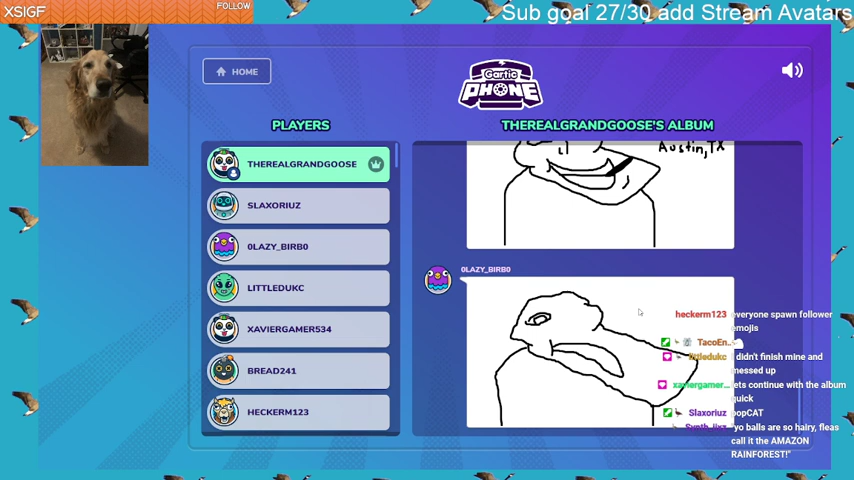 XSIGF
FOLLOW
Sub goal 27/30 add Stream Avatars
HOME
Gartic
PHONE
PLAYERS
THEREALGRANDGOOSE'S ALBUM
THEREALGRANDGOOSE
SLAXORIUZ
0LAZY_BIRB0
LITTLEDUKC
XAVIERGAMER534
BREAD241
HECKERM123
Austin, TX
0LAZY_BIRB0
heckerm123 everyone spawn follower
emojis
TacoEn..
littledukc i didn't finish mine and
messed up
xaviergamer... lets continue with the album
quick
Slaxoriuz popCAT
"yo balls are so hairy, fleas
call it the AMAZON
RAINFOREST!"